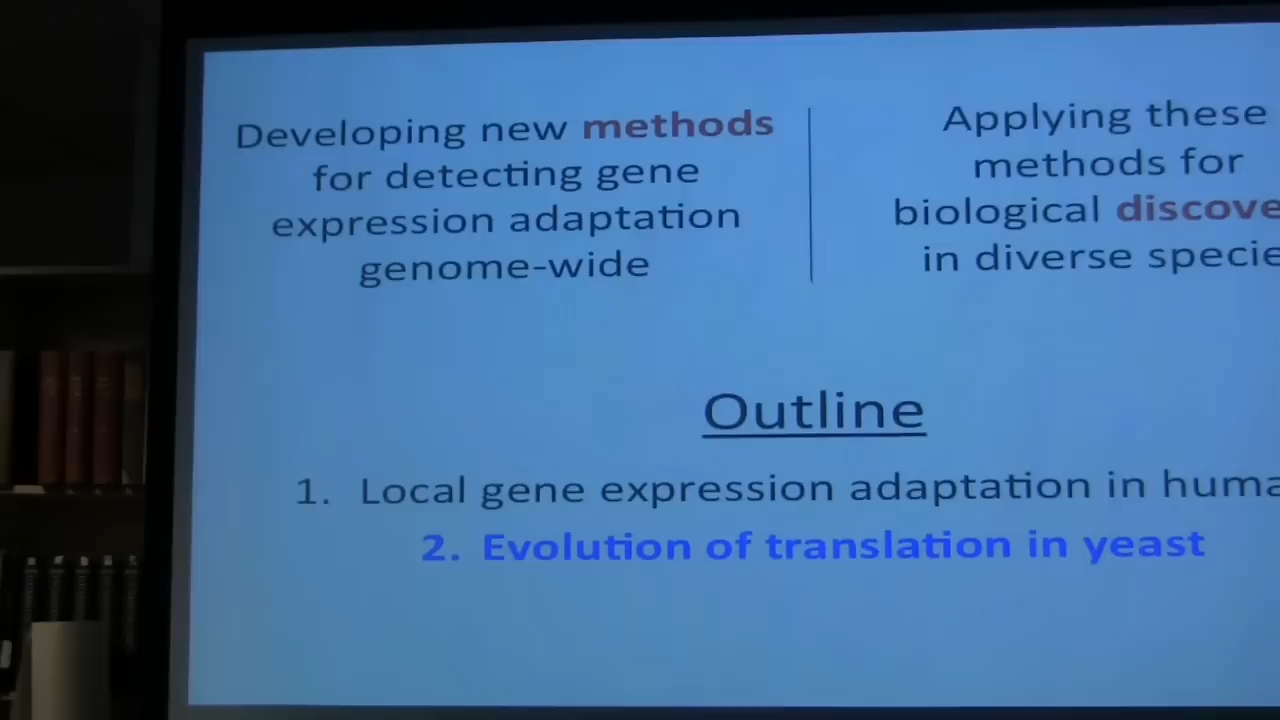 Developing new methods
for detecting gene
expression adaptation
genome-wide
Applying these
methods for
biological
in diverse
Outline
1. Local gene expression adaptation in
2. Evolution of translation in yeast